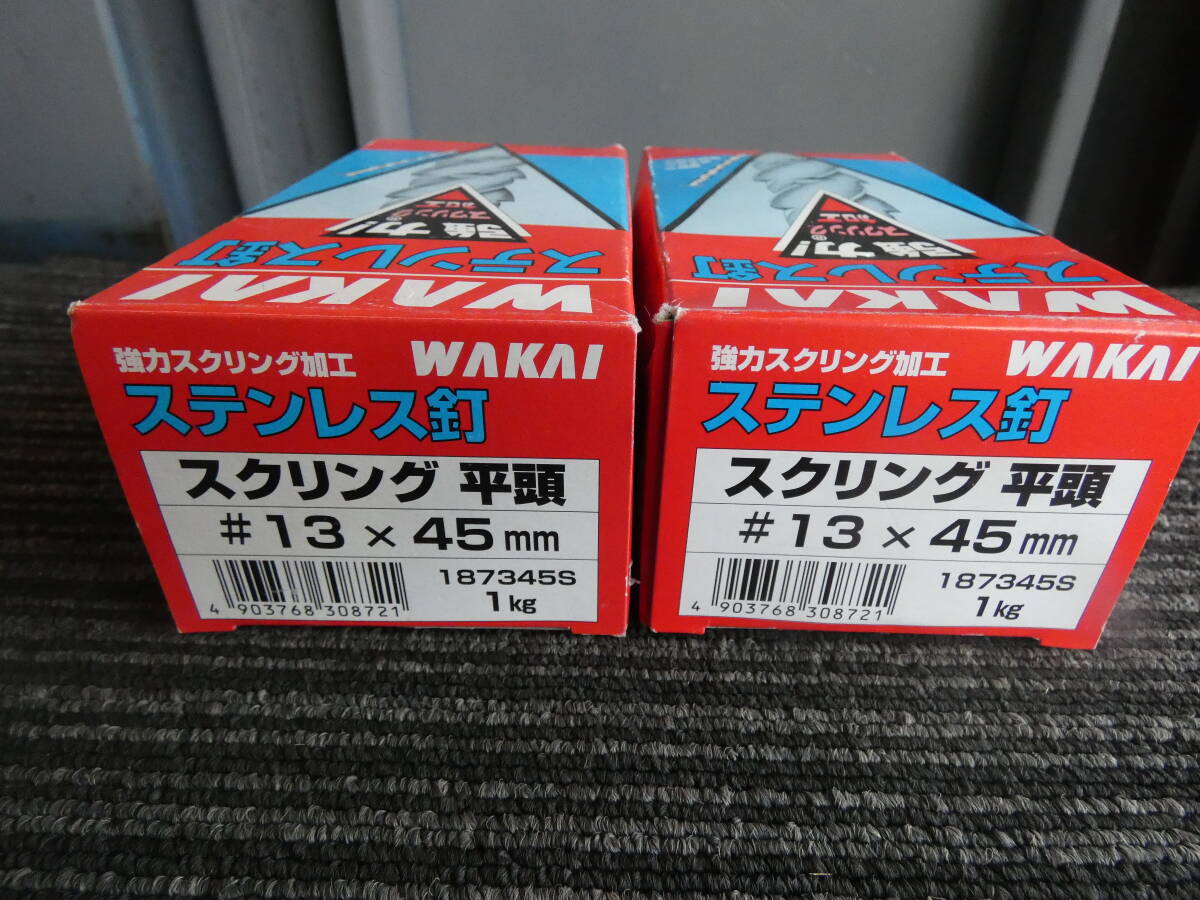 強力!
スクリング®
加工
ステンレス釘
WAKAI
強力スクリング加工 WAKAI
ステンレス釘
スクリング 平頭
#13×45mm
187345S
4 903768 308721
1kg
強力!
スクリング®
加工
ステンレス釘
WAKAI
強力スクリング加工 WAKAI
ステンレス釘
スクリング 平頭
#13×45mm
187345S
4 903768 308721
1kg